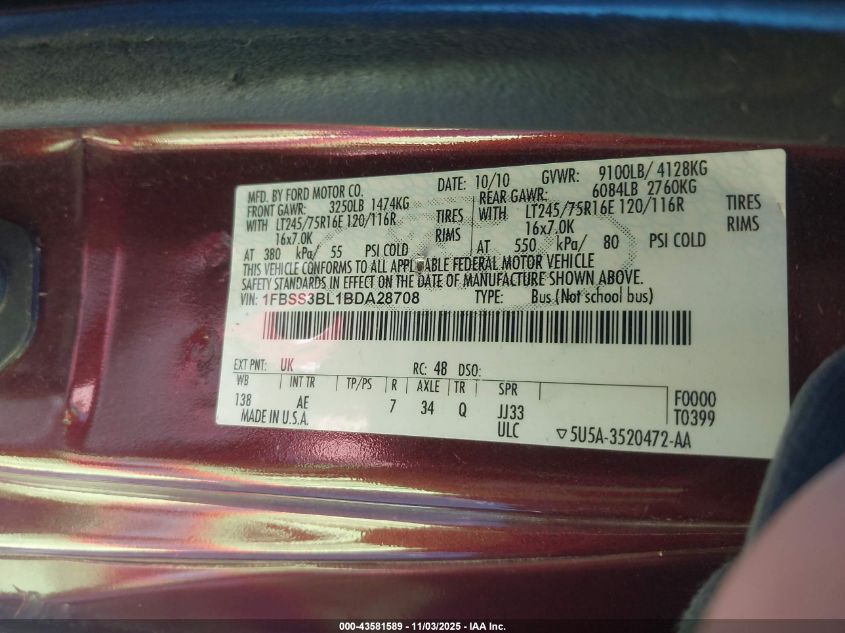 MFD. BY FORD MOTOR CO. DATE: 10/10 GVWR: 9100LB/ 4128KG
FRONT GAWR: 3250LB 1474KG REAR GAWR: 6084LB 2760KG
WITH LT245/75R16E 120/116R TIRES WITH LT245/75R16E 120/116R TIRES
16x7.0K RIMS 16x7.0K RIMS
AT 380 kPa/ 55 PSI COLD AT 550 kPa/ 80 PSI COLD
THIS VEHICLE CONFORMS TO ALL APPLICABLE FEDERAL MOTOR VEHICLE
SAFETY STANDARDS IN EFFECT ON THE DATE OF MANUFACTURE SHOWN ABOVE.
VIN: 1FBSS3BL1BDA28708 TYPE: Bus (Not school bus)
EXT PNT: UK RC: 48 DSO:
WB INT TR TP/PS R AXLE TR SPR
138 AE 7 34 Q JJ33 F0000
MADE IN U.S.A. ULC T0399
▽5U5A-3520472-AA
000-43581589 - 11/03/2025 - IAA Inc.